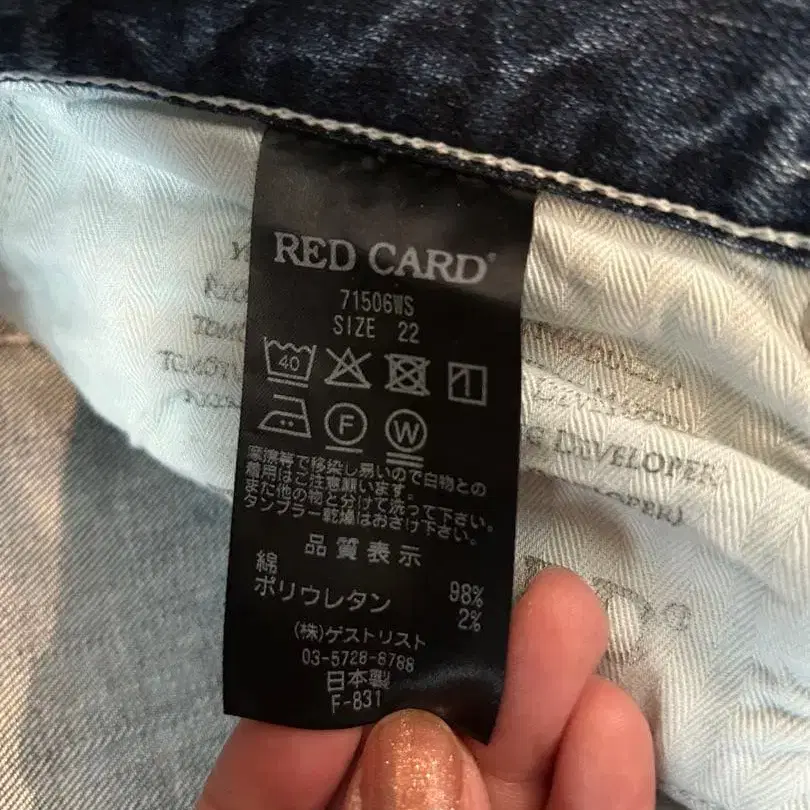 RED CARD®
71506WS
SIZE 22
40
F W
摩擦等で移染し易いので白物との
着用はご注意願います。
また他の物と分けて洗って下さい。
タンブラー乾燥はおさけ下さい。
品質表示
綿 98%
ポリウレタン 2%
(株)ゲストリスト
03-5728-8788
日本製
F-831
DEVELOPER)